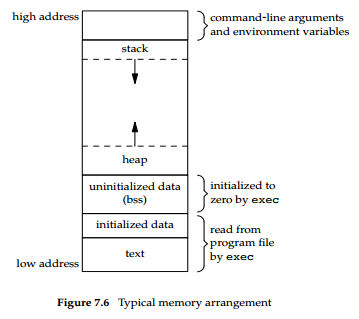 high address
command-line arguments
and environment variables
stack
heap
uninitialized data
(bss)
initialized to
zero by exec
initialized data
read from
program file
by exec
text
low address
Figure 7.6 Typical memory arrangement